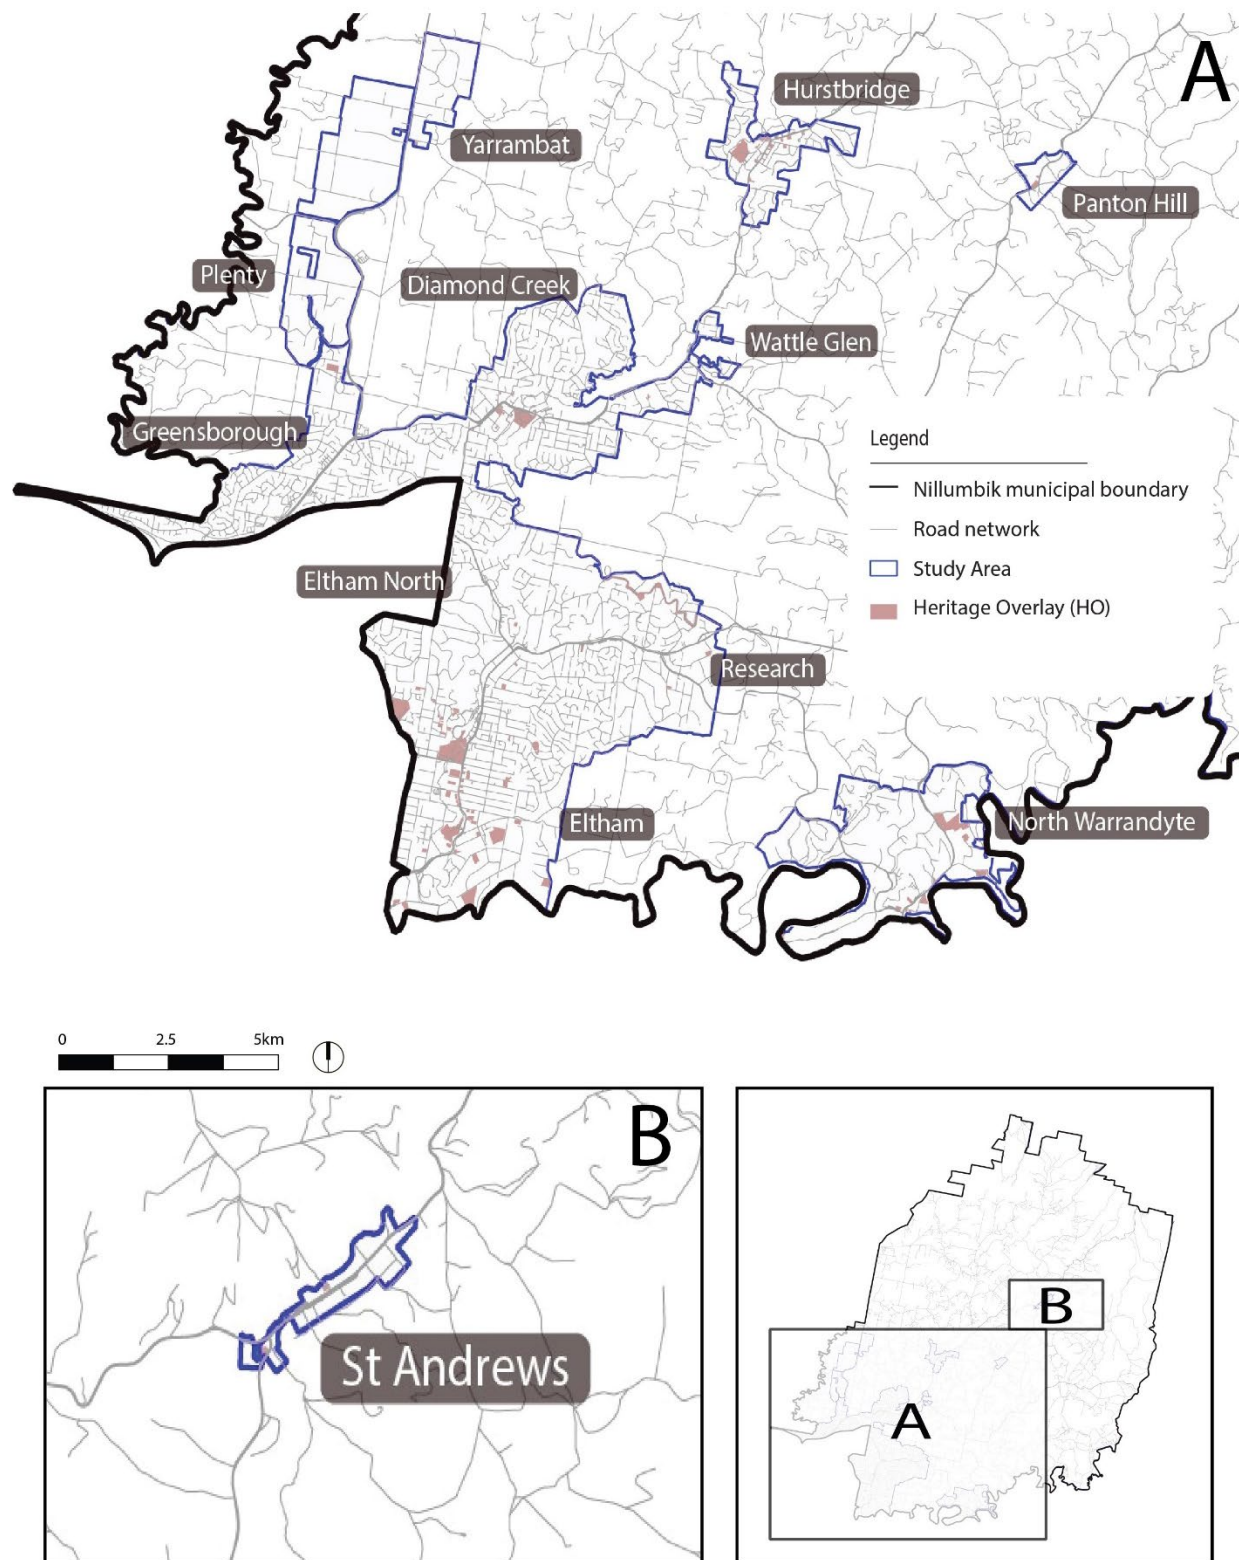 A
Hurstbridge
Yarrambat
Panton Hill
Plenty
Diamond Creek
Wattle Glen
Greensborough
Legend
Nillumbik municipal boundary
Road network
Study Area
Heritage Overlay (HO)
Eltham North
Research
Eltham
North Warrandyte
0 2.5 5km
B
St Andrews
B
A